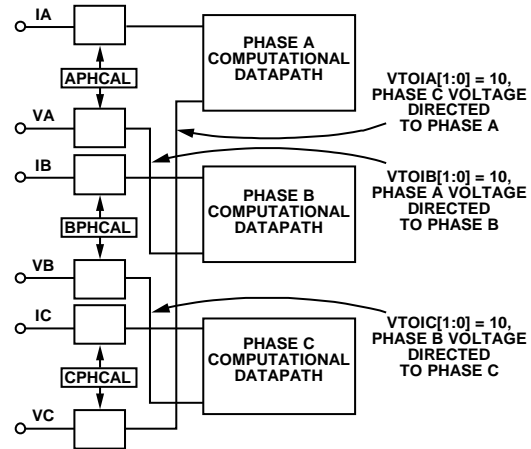 IA
PHASE A
COMPUTATIONAL
DATAPATH
APHCAL
VTOIA[1:0] = 10,
PHASE C VOLTAGE
DIRECTED
TO PHASE A
VA
IB
PHASE B
COMPUTATIONAL
DATAPATH
VTOIB[1:0] = 10,
PHASE A VOLTAGE
DIRECTED
TO PHASE B
BPHCAL
VB
IC
PHASE C
COMPUTATIONAL
DATAPATH
VTOIC[1:0] = 10,
PHASE B VOLTAGE
DIRECTED
TO PHASE C
CPHCAL
VC